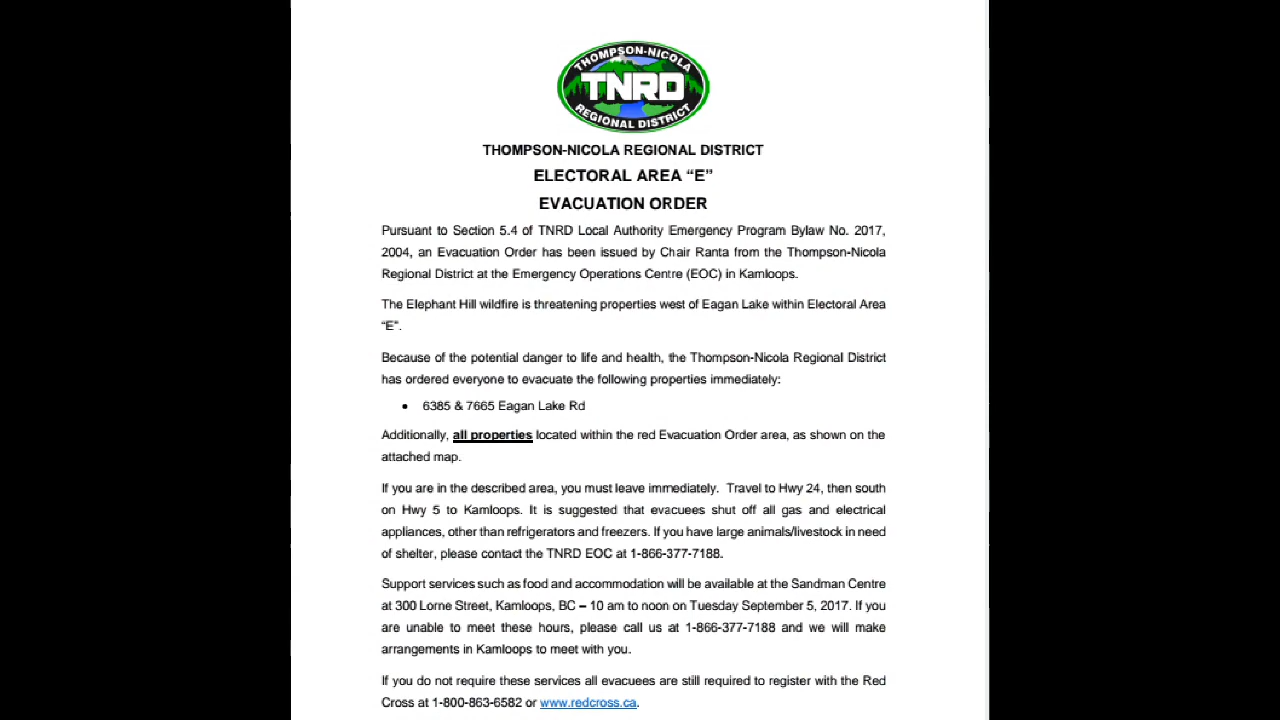 THOMPSON-NICOLA
TNRD
REGIONAL DISTRICT
THOMPSON-NICOLA REGIONAL DISTRICT
ELECTORAL AREA “E”
EVACUATION ORDER
Pursuant to Section 5.4 of TNRD Local Authority Emergency Program Bylaw No. 2017,
2004, an Evacuation Order has been issued by Chair Ranta from the Thompson-Nicola
Regional District at the Emergency Operations Centre (EOC) in Kamloops.
The Elephant Hill wildfire is threatening properties west of Eagan Lake within Electoral Area
“E”.
Because of the potential danger to life and health, the Thompson-Nicola Regional District
has ordered everyone to evacuate the following properties immediately:
• 6385 & 7665 Eagan Lake Rd
Additionally, all properties located within the red Evacuation Order area, as shown on the
attached map.
If you are in the described area, you must leave immediately. Travel to Hwy 24, then south
on Hwy 5 to Kamloops. It is suggested that evacuees shut off all gas and electrical
appliances, other than refrigerators and freezers. If you have large animals/livestock in need
of shelter, please contact the TNRD EOC at 1-866-377-7188.
Support services such as food and accommodation will be available at the Sandman Centre
at 300 Lorne Street, Kamloops, BC – 10 am to noon on Tuesday September 5, 2017. If you
are unable to meet these hours, please call us at 1-866-377-7188 and we will make
arrangements in Kamloops to meet with you.
If you do not require these services all evacuees are still required to register with the Red
Cross at 1-800-863-6582 or www.redcross.ca.